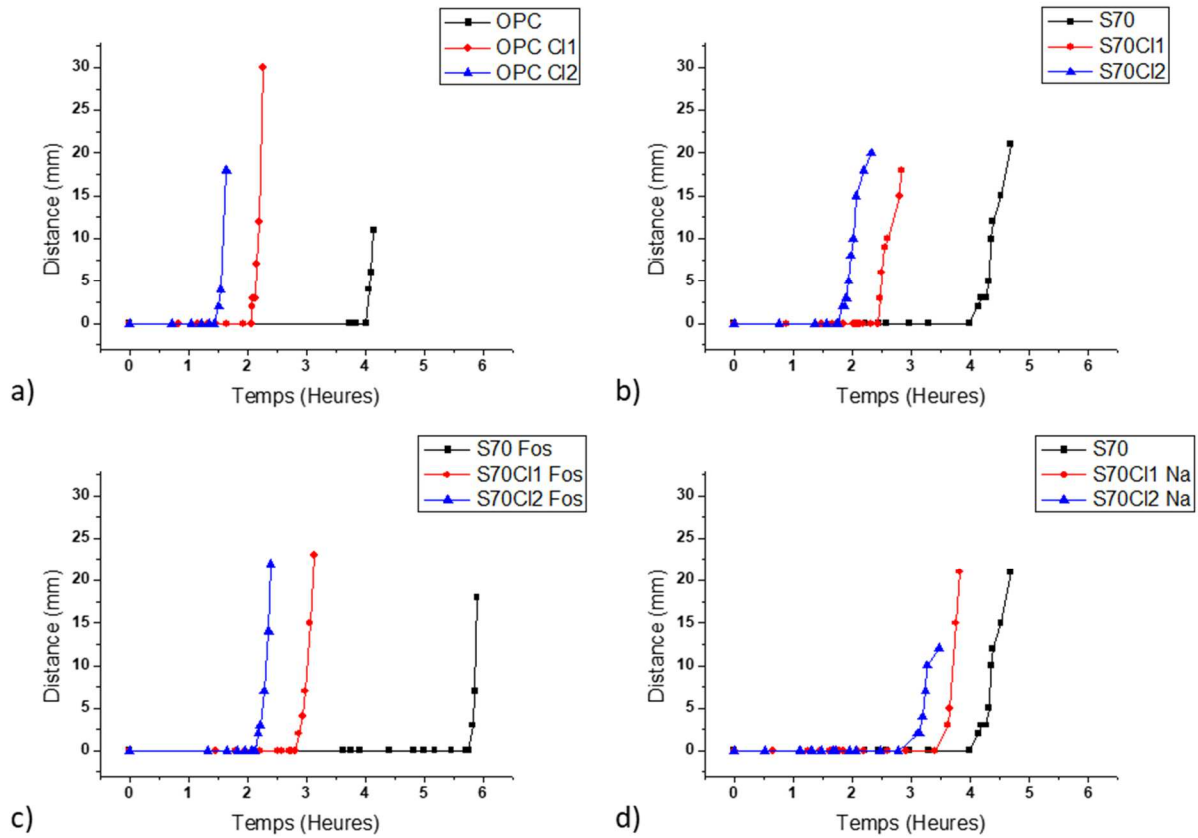 OPC
OPC Cl1
OPC Cl2
30
25
20
15
10
5
0
Distance (mm)
0 1 2 3 4 5 6
Temps (Heures)
a)
S70
S70Cl1
S70Cl2
30
25
20
15
10
5
0
Distance (mm)
0 1 2 3 4 5 6
Temps (Heures)
b)
S70 Fos
S70Cl1 Fos
S70Cl2 Fos
30
25
20
15
10
5
0
Distance (mm)
0 1 2 3 4 5 6
Temps (Heures)
c)
S70
S70Cl1 Na
S70Cl2 Na
30
25
20
15
10
5
0
Distance (mm)
0 1 2 3 4 5 6
Temps (Heures)
d)